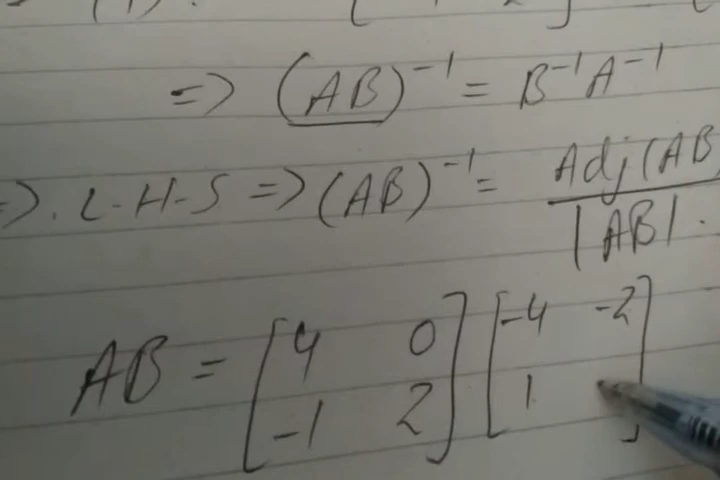 => (AB)⁻¹ = B⁻¹A⁻¹
=>. L-H-S => (AB)⁻¹ = Adj(AB / |AB|.
AB = [4 0; -1 2] [-4 -2; 1